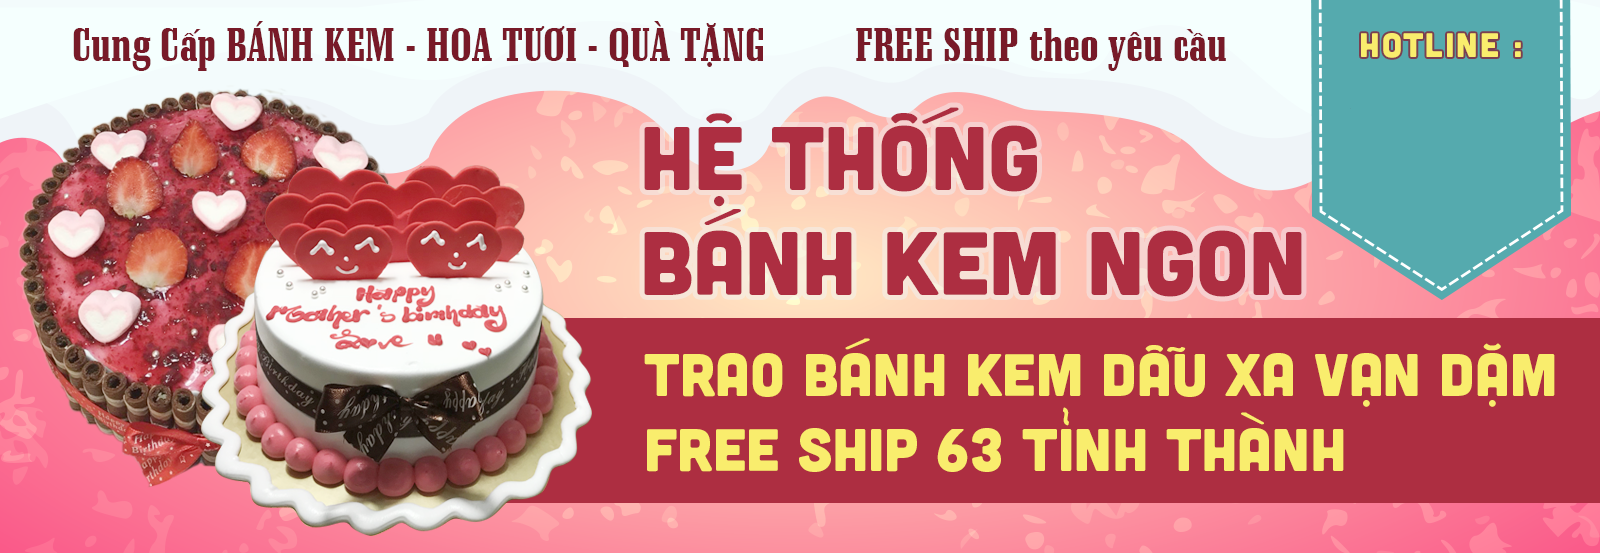 Cung Cấp BÁNH KEM - HOA TƯƠI - QUÀ TẶNG
FREE SHIP theo yêu cầu
HOTLINE :
HỆ THỐNG
BÁNH KEM NGON
TRAO BÁNH KEM DẪU XA VẠN DẶM
FREE SHIP 63 TỈNH THÀNH
Happy
Mother's birthday
Love